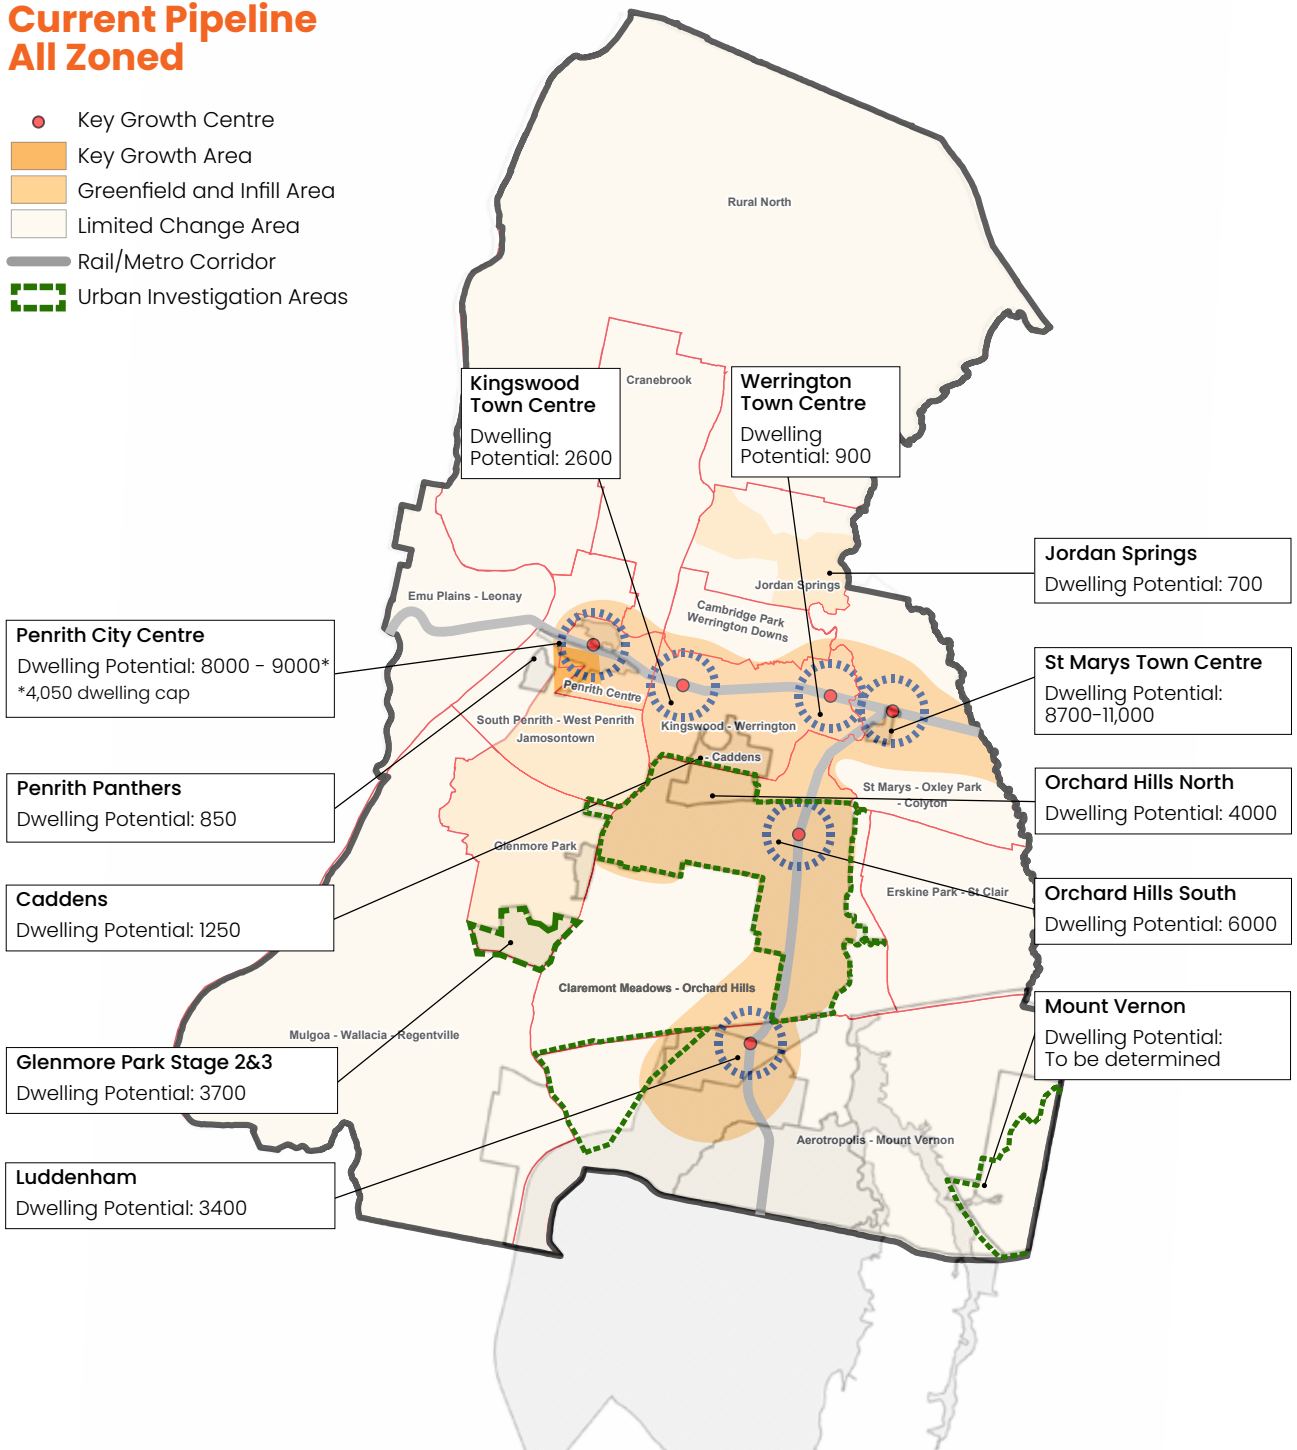 Current Pipeline
All Zoned
Key Growth Centre
Key Growth Area
Greenfield and Infill Area
Limited Change Area
Rail/Metro Corridor
Urban Investigation Areas
Rural North
Cranebrook
Kingswood
Town Centre
Dwelling
Potential: 2600
Werrington
Town Centre
Dwelling
Potential: 900
Jordan Springs
Dwelling Potential: 700
Jordan Springs
Emu Plains - Leonay
Cambridge Park
Werrington Downs
Penrith City Centre
Dwelling Potential: 8000 - 9000*
*4,050 dwelling cap
St Marys Town Centre
Dwelling Potential:
8700-11,000
Penrith Centre
South Penrith - West Penrith
Jamosontown
Kingswood - Werrington
- Caddens
Penrith Panthers
Dwelling Potential: 850
St Marys - Oxley Park
- Colyton
Orchard Hills North
Dwelling Potential: 4000
Glenmore Park
Caddens
Dwelling Potential: 1250
Erskine Park - St Clair
Orchard Hills South
Dwelling Potential: 6000
Claremont Meadows - Orchard Hills
Mulgoa - Wallacia - Regentville
Mount Vernon
Dwelling Potential:
To be determined
Glenmore Park Stage 2&3
Dwelling Potential: 3700
Aerotropolis - Mount Vernon
Luddenham
Dwelling Potential: 3400